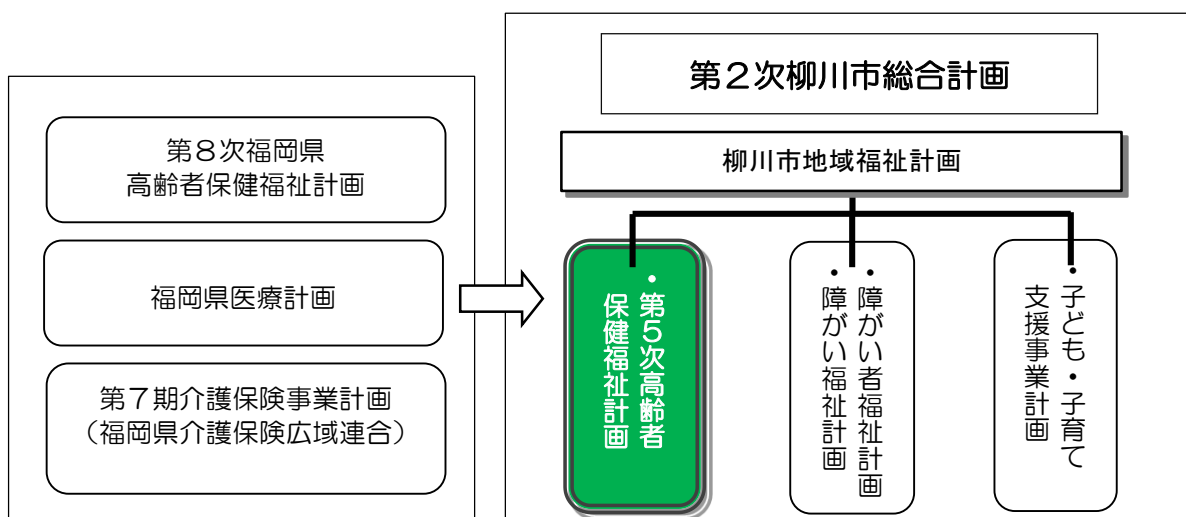 第８次福岡県
高齢者保健福祉計画
福岡県医療計画
第７期介護保険事業計画
（福岡県介護保険広域連合）
第２次柳川市総合計画
柳川市地域福祉計画
・第５次高齢者
保健福祉計画
・障がい者福祉計画
・障がい福祉計画
・子ども・子育て
支援事業計画